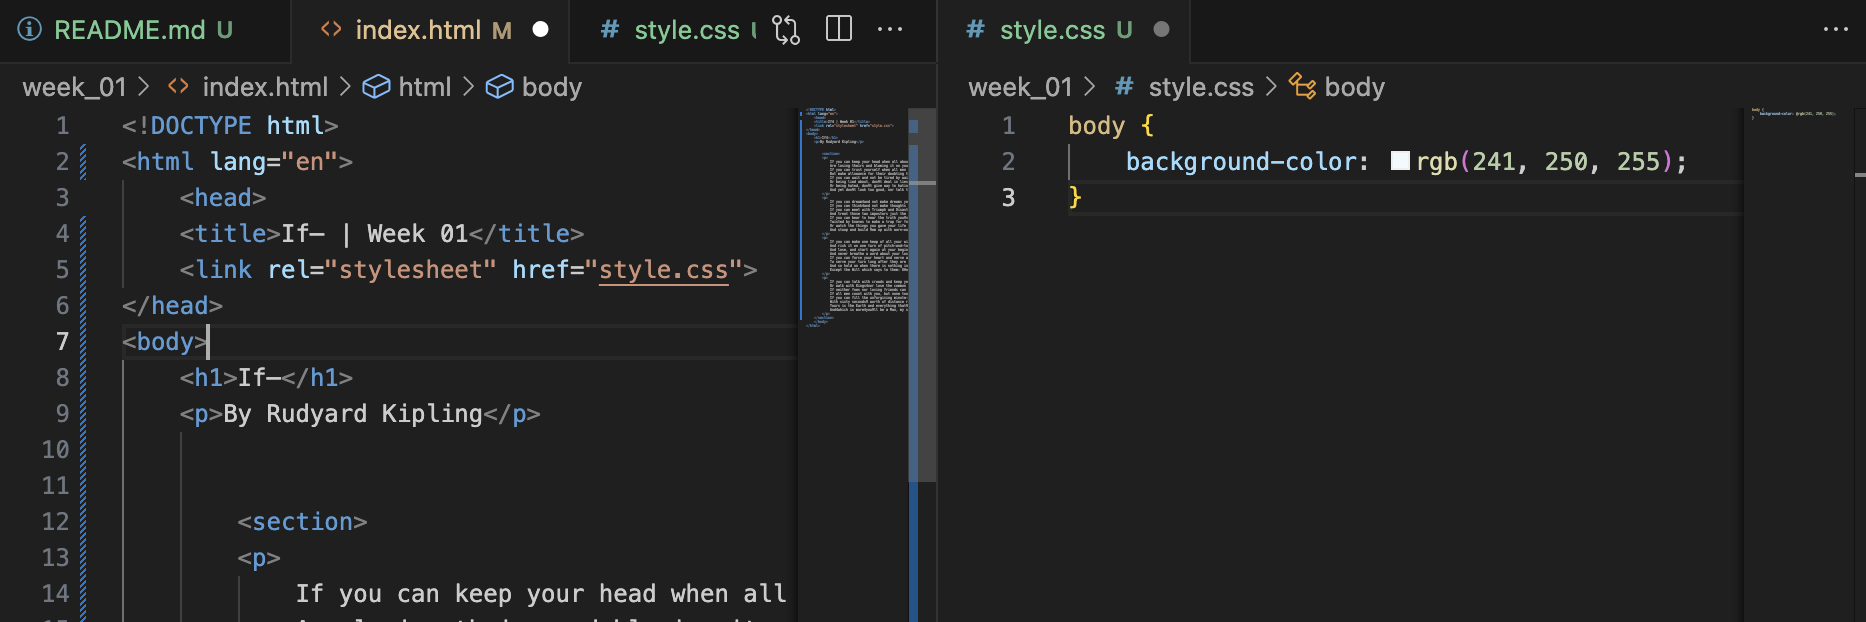 README.md U
index.html M
style.css U
week_01 > index.html > html > body
1 <!DOCTYPE html>
2 <html lang="en">
3 <head>
4 <title>If— | Week 01</title>
5 <link rel="stylesheet" href="style.css">
6 </head>
7 <body>
8 <h1>If—</h1>
9 <p>By Rudyard Kipling</p>
10
11
12 <section>
13 <p>
14 If you can keep your head when all
style.css U
week_01 > style.css > body
1 body {
2 background-color: rgb(241, 250, 255);
3 }